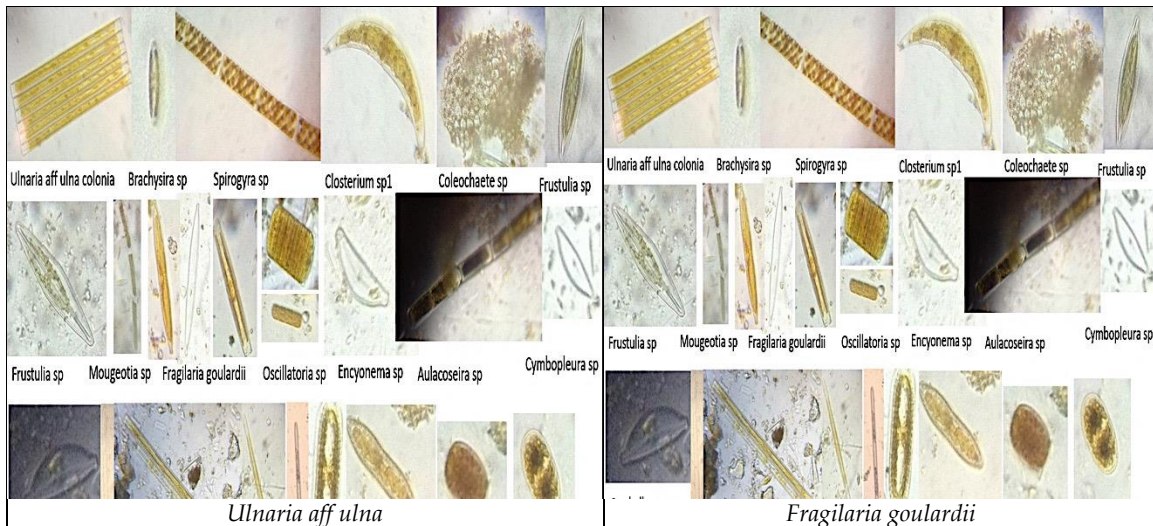 Ulnaria aff ulna colonia Brachysira sp Spirogyra sp Closterium sp1 Coleochaete sp Frustulia sp
Frustulia sp Mougeotia sp Fragilaria goulardii Oscillatoria sp Encyonema sp Aulacoseira sp Cymbopleura sp
Ulnaria aff ulna
Ulnaria aff ulna colonia Brachysira sp Spirogyra sp Closterium sp1 Coleochaete sp Frustulia sp
Frustulia sp Mougeotia sp Fragilaria goulardii Oscillatoria sp Encyonema sp Aulacoseira sp Cymbopleura sp
Fragilaria goulardii